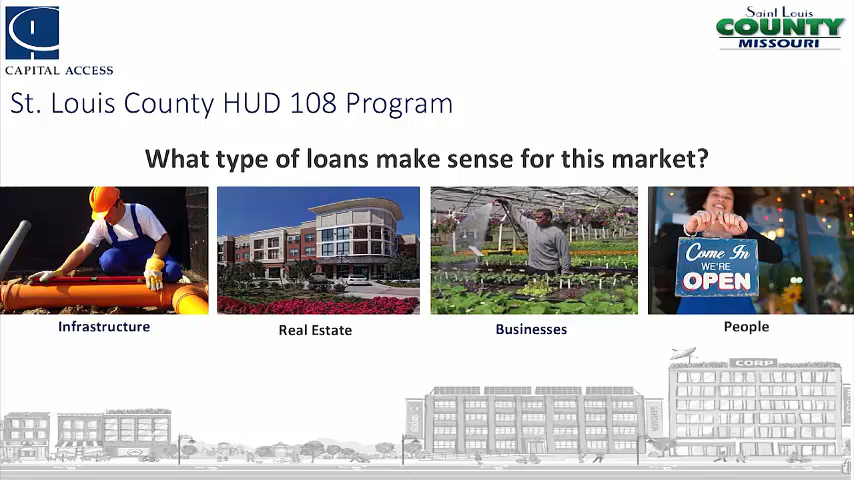 CAPITAL ACCESS
Saint Louis
COUNTY
MISSOURI
St. Louis County HUD 108 Program
What type of loans make sense for this market?
Come In
WE'RE
OPEN
Infrastructure
Real Estate
Businesses
People
CORP